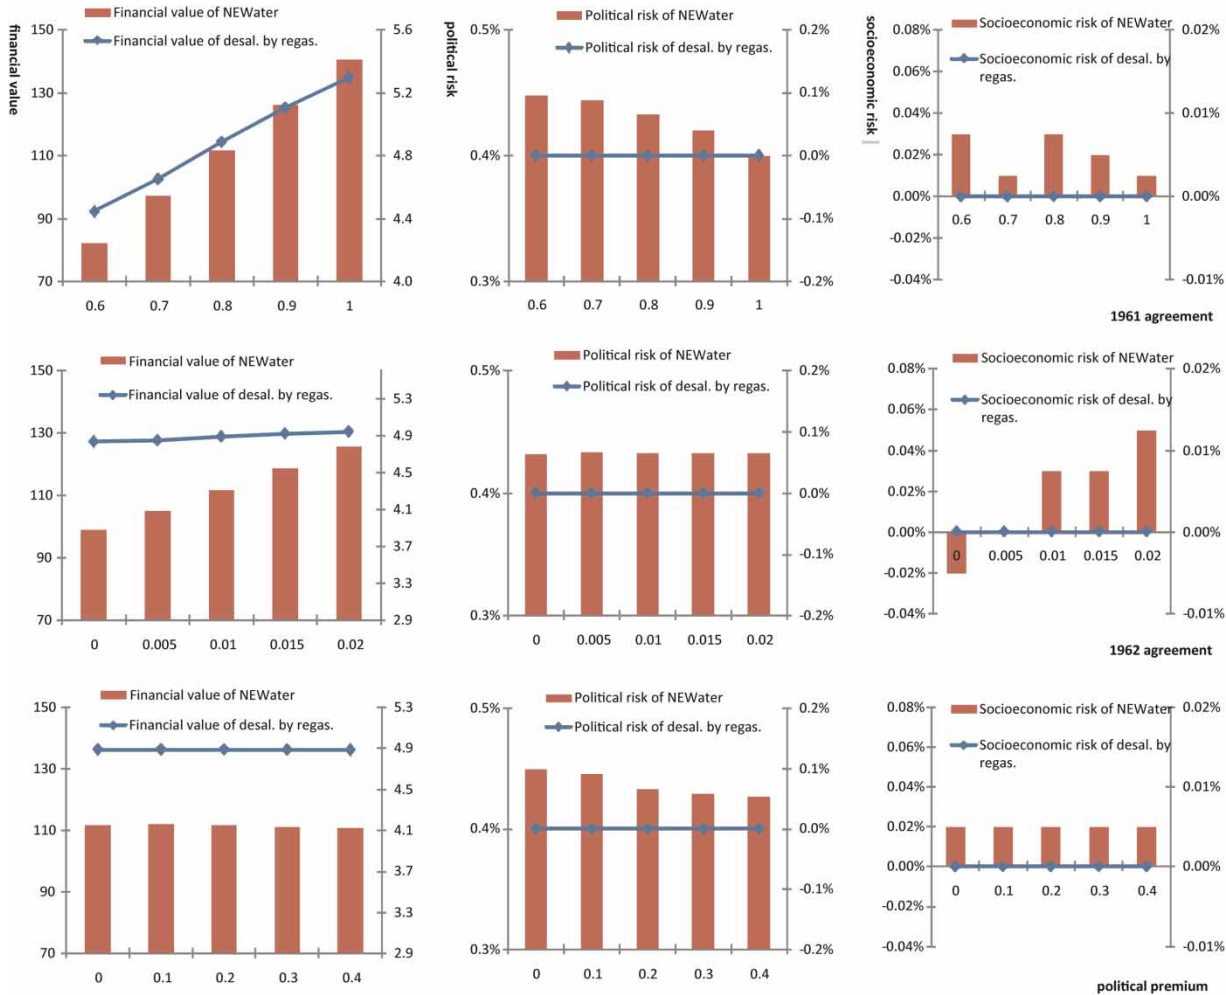 financial value
Financial value of NEWater
Financial value of desal. by regas.
150
130
110
90
70
5.6
5.2
4.8
4.4
4.0
0.6 0.7 0.8 0.9 1
political risk
Political risk of NEWater
Political risk of desal. by regas.
0.5%
0.4%
0.3%
0.2%
0.1%
0.0%
-0.1%
-0.2%
0.6 0.7 0.8 0.9 1
socioeconomic risk
Socioeconomic risk of NEWater
Socioeconomic risk of desal. by
regas.
0.08%
0.06%
0.04%
0.02%
0.00%
-0.02%
-0.04%
0.02%
0.01%
0.00%
-0.01%
0.6 0.7 0.8 0.9 1
1961 agreement
Financial value of NEWater
Financial value of desal. by regas.
150
130
110
90
70
5.3
4.9
4.5
4.1
3.7
3.3
2.9
0 0.005 0.01 0.015 0.02
Political risk of NEWater
Political risk of desal. by regas.
0.5%
0.4%
0.3%
0.2%
0.1%
0.0%
-0.1%
-0.2%
0 0.005 0.01 0.015 0.02
Socioeconomic risk of NEWater
Socioeconomic risk of desal. by
regas.
0.08%
0.06%
0.04%
0.02%
0.00%
-0.02%
-0.04%
0.02%
0.01%
0.00%
-0.01%
0 0.005 0.01 0.015 0.02
1962 agreement
Financial value of NEWater
Financial value of desal. by regas.
150
130
110
90
70
5.3
4.9
4.5
4.1
3.7
3.3
2.9
0 0.1 0.2 0.3 0.4
Political risk of NEWater
Political risk of desal. by regas.
0.5%
0.4%
0.3%
0.2%
0.1%
0.0%
-0.1%
-0.2%
0 0.1 0.2 0.3 0.4
Socioeconomic risk of NEWater
Socioeconomic risk of desal. by
regas.
0.08%
0.06%
0.04%
0.02%
0.00%
-0.02%
-0.04%
0.02%
0.01%
0.00%
-0.01%
0 0.1 0.2 0.3 0.4
political premium